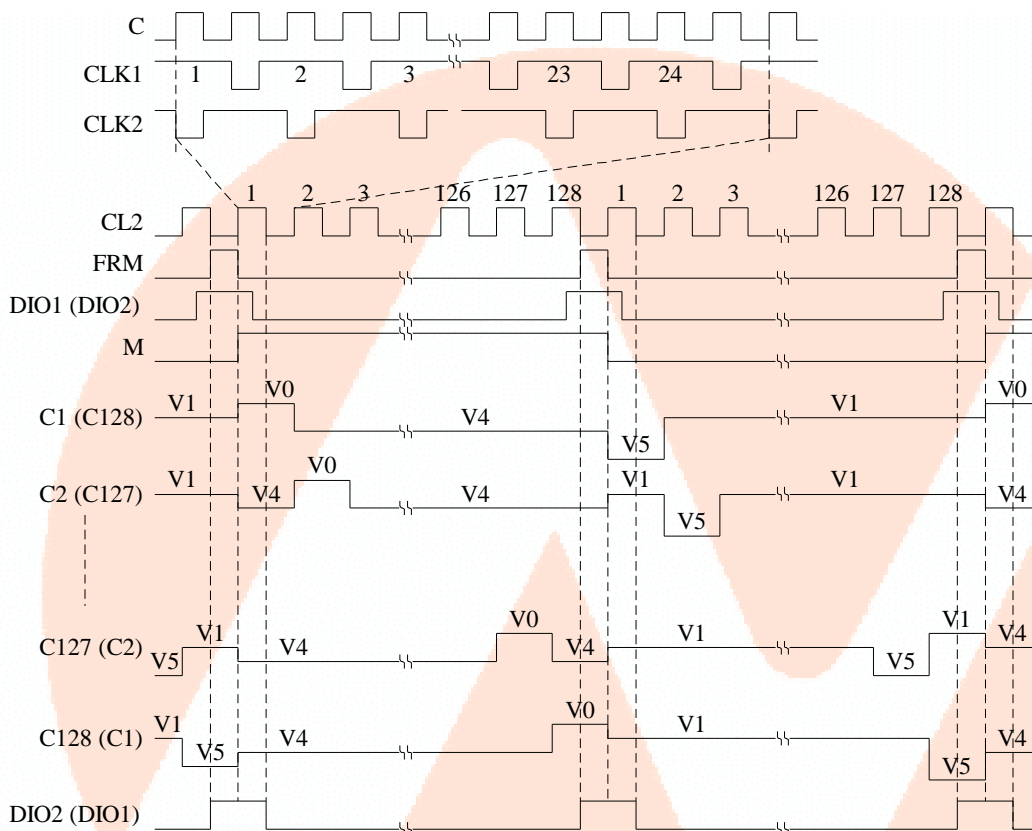 C
CLK1 1 2 3 23 24
CLK2
1 2 3 126 127 128 1 2 3 126 127 128
CL2
FRM
DIO1 (DIO2)
M
V1 V0 V4 V5 V1 V0
C1 (C128)
V1 V4 V0 V4 V1 V5 V1 V4
C2 (C127)
V5 V1 V4 V0 V4 V1 V5 V1 V4
C127 (C2)
V1 V5 V4 V0 V1 V5 V4
C128 (C1)
DIO2 (DIO1)